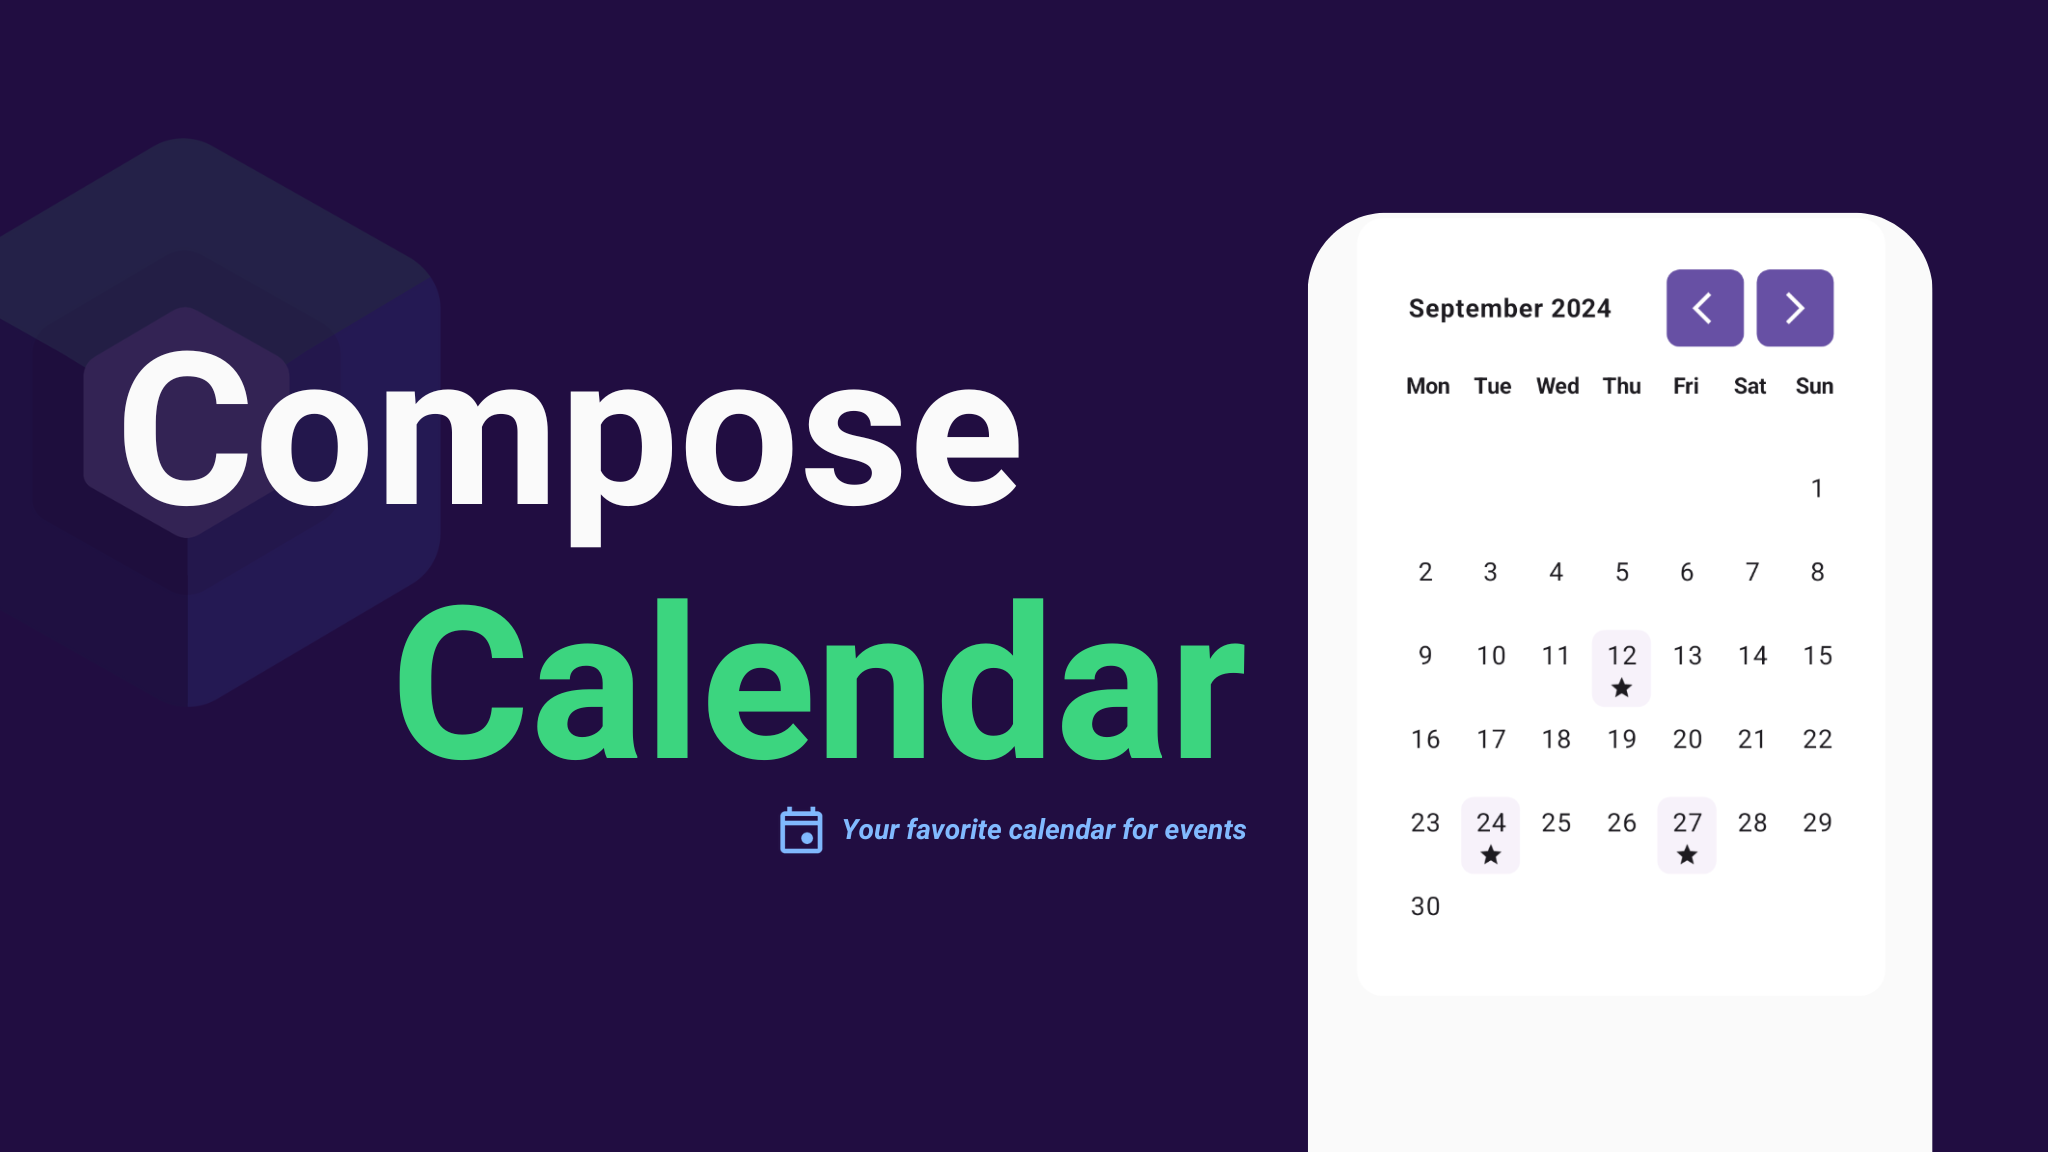 Compose
Calendar
Your favorite calendar for events
September 2024
Mon Tue Wed Thu Fri Sat Sun
1
2 3 4 5 6 7 8
9 10 11 12 13 14 15
16 17 18 19 20 21 22
23 24 25 26 27 28 29
30